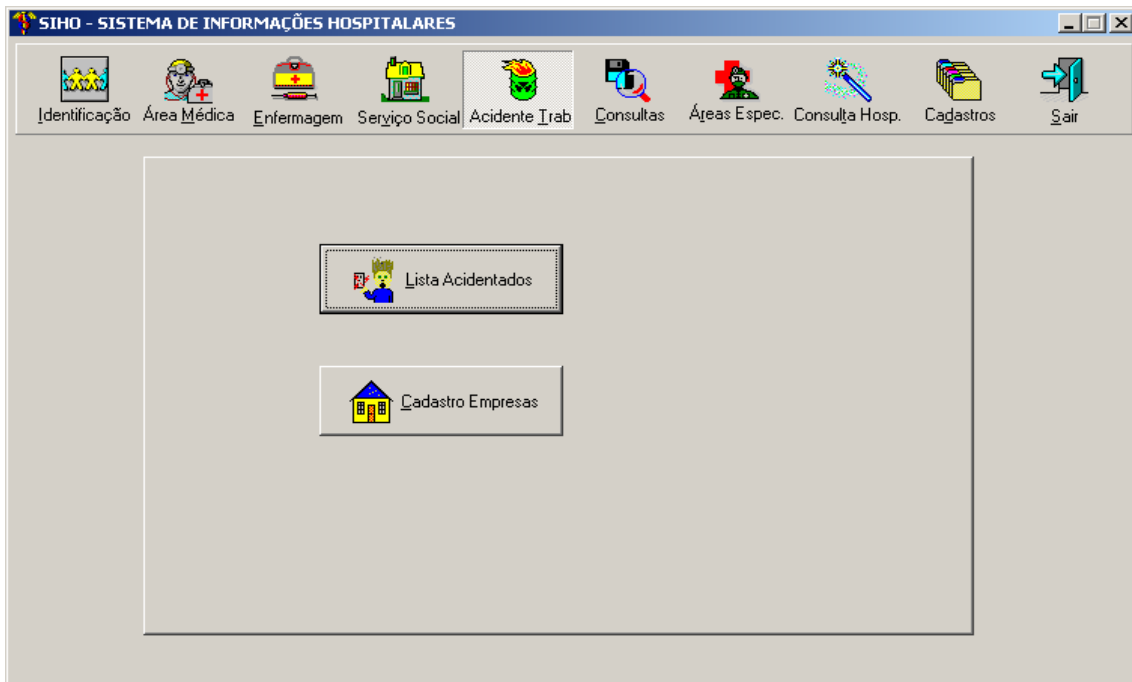 SIHO - SISTEMA DE INFORMAÇÕES HOSPITALARES
Identificação Área Médica Enfermagem Serviço Social Acidente Trab Consultas Áreas Espec. Consulta Hosp. Cadastros Sair
Lista Acidentados
Cadastro Empresas